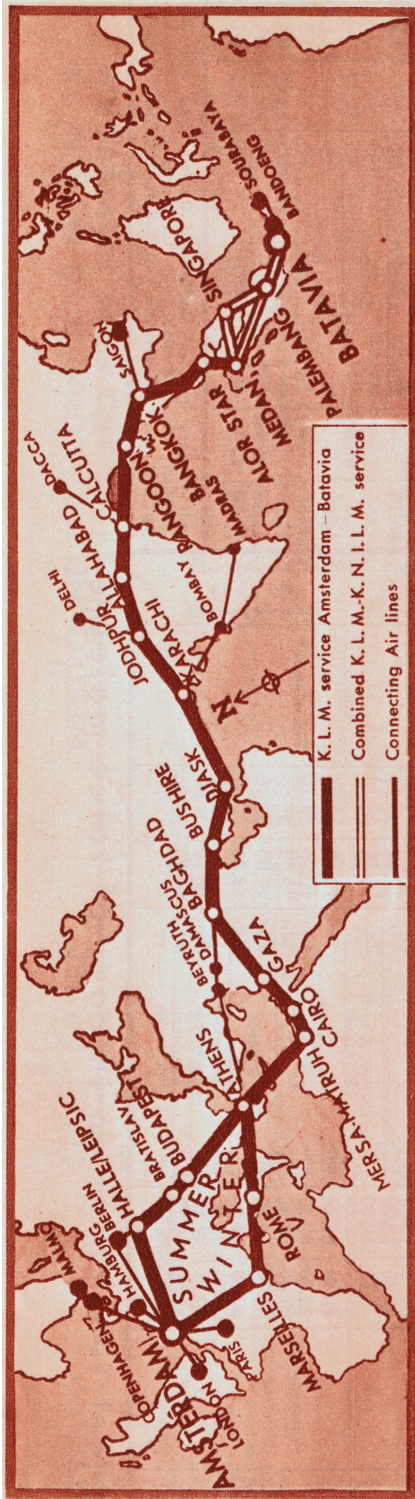 MALMÖ
COPENHAGEN
HAMBURG
BERLIN
HALLE/LEIPSIC
BRATISLAV
BUDAPEST
AMSTERDAM
LONDON
PARIS
SUMMER
WINTER
MARSEILLES
ROME
ATHENS
MERSA-MATRUH
CAIRO
GAZA
BEYRUTH
DAMASCUS
BAGHDAD
BUSHIRE
DJASK
KARACHI
JODHPUR
DELHI
ALLAHABAD
DACCA
CALCUTTA
BOMBAY
MADRAS
RANGOON
BANGKOK
SAIGON
ALOR STAR
MEDAN
SINGAPORE
PALEMBANG
BATAVIA
BANDOENG
SOURABAYA
N
K.L.M. service Amsterdam – Batavia
Combined K.L.M.-K.N.I.L.M. service
Connecting Air lines